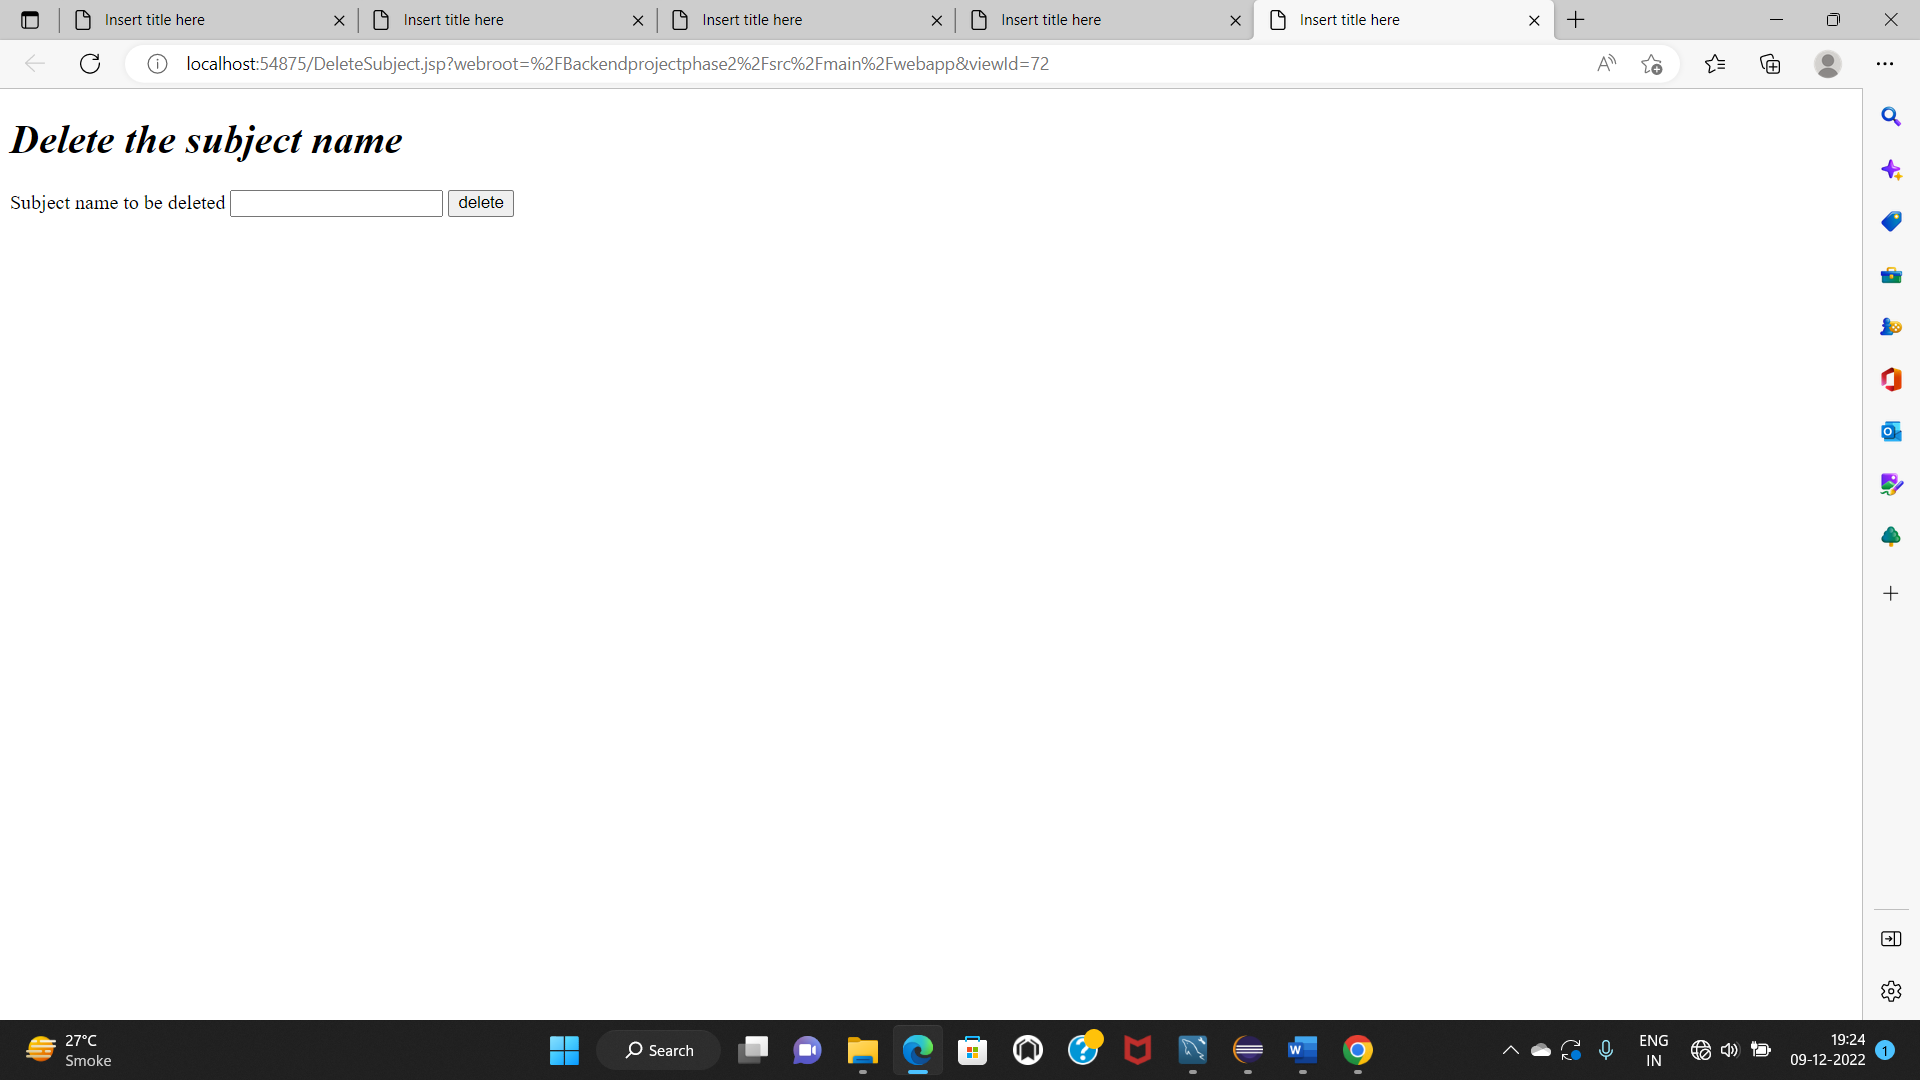 Insert title here
Insert title here
Insert title here
Insert title here
Insert title here
localhost:54875/DeleteSubject.jsp?webroot=%2FBackendprojectphase2%2Fsrc%2Fmain%2Fwebapp&viewId=72
Delete the subject name
Subject name to be deleted delete
27°C
Smoke
Search
ENG
IN
19:24
09-12-2022
1